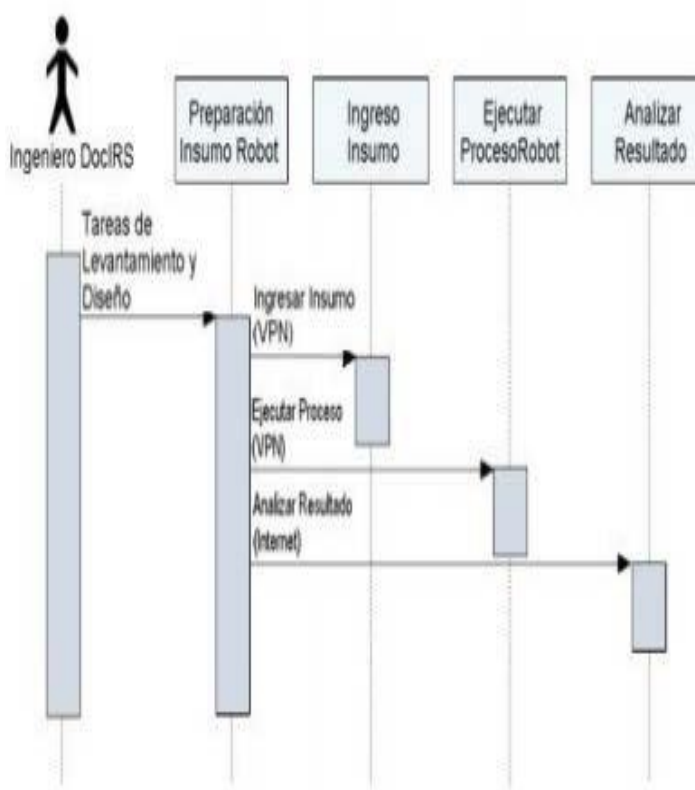 Ingeniero DocIRS
Preparación
Insumo Robot
Ingreso
Insumo
Ejecutar
ProcesoRobot
Analizar
Resultado
Tareas de
Levantamiento y
Diseño
Ingresar Insumo
(VPN)
Ejecutar Proceso
(VPN)
Analizar Resultado
(Internet)